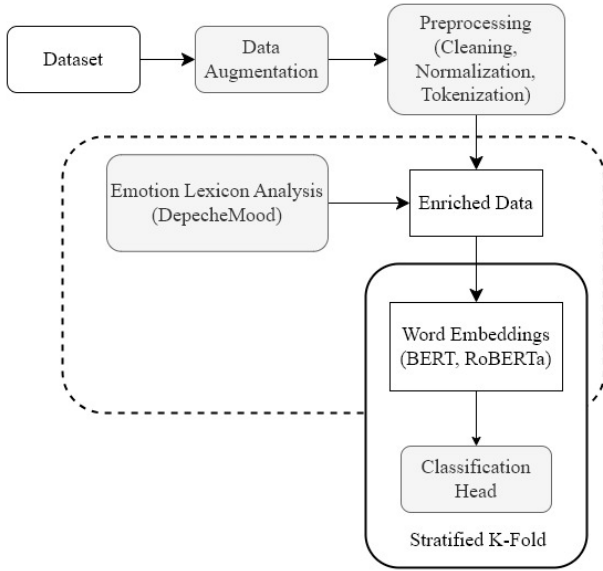 Dataset
Data
Augmentation
Preprocessing
(Cleaning,
Normalization,
Tokenization)
Emotion Lexicon Analysis
(DepecheMood)
Enriched Data
Word Embeddings
(BERT, RoBERTa)
Classification
Head
Stratified K-Fold